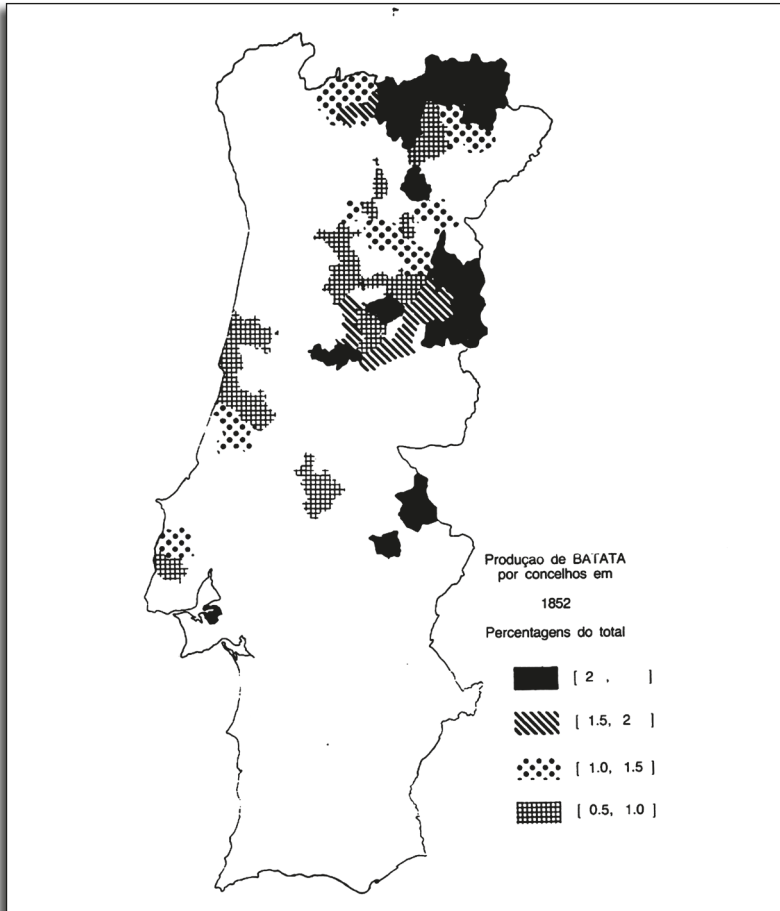 Produçao de BATATA
por concelhos em
1852
Percentagens do total
[ 2 , ]
[ 1.5, 2 ]
[ 1.0, 1.5 ]
[ 0.5, 1.0 ]